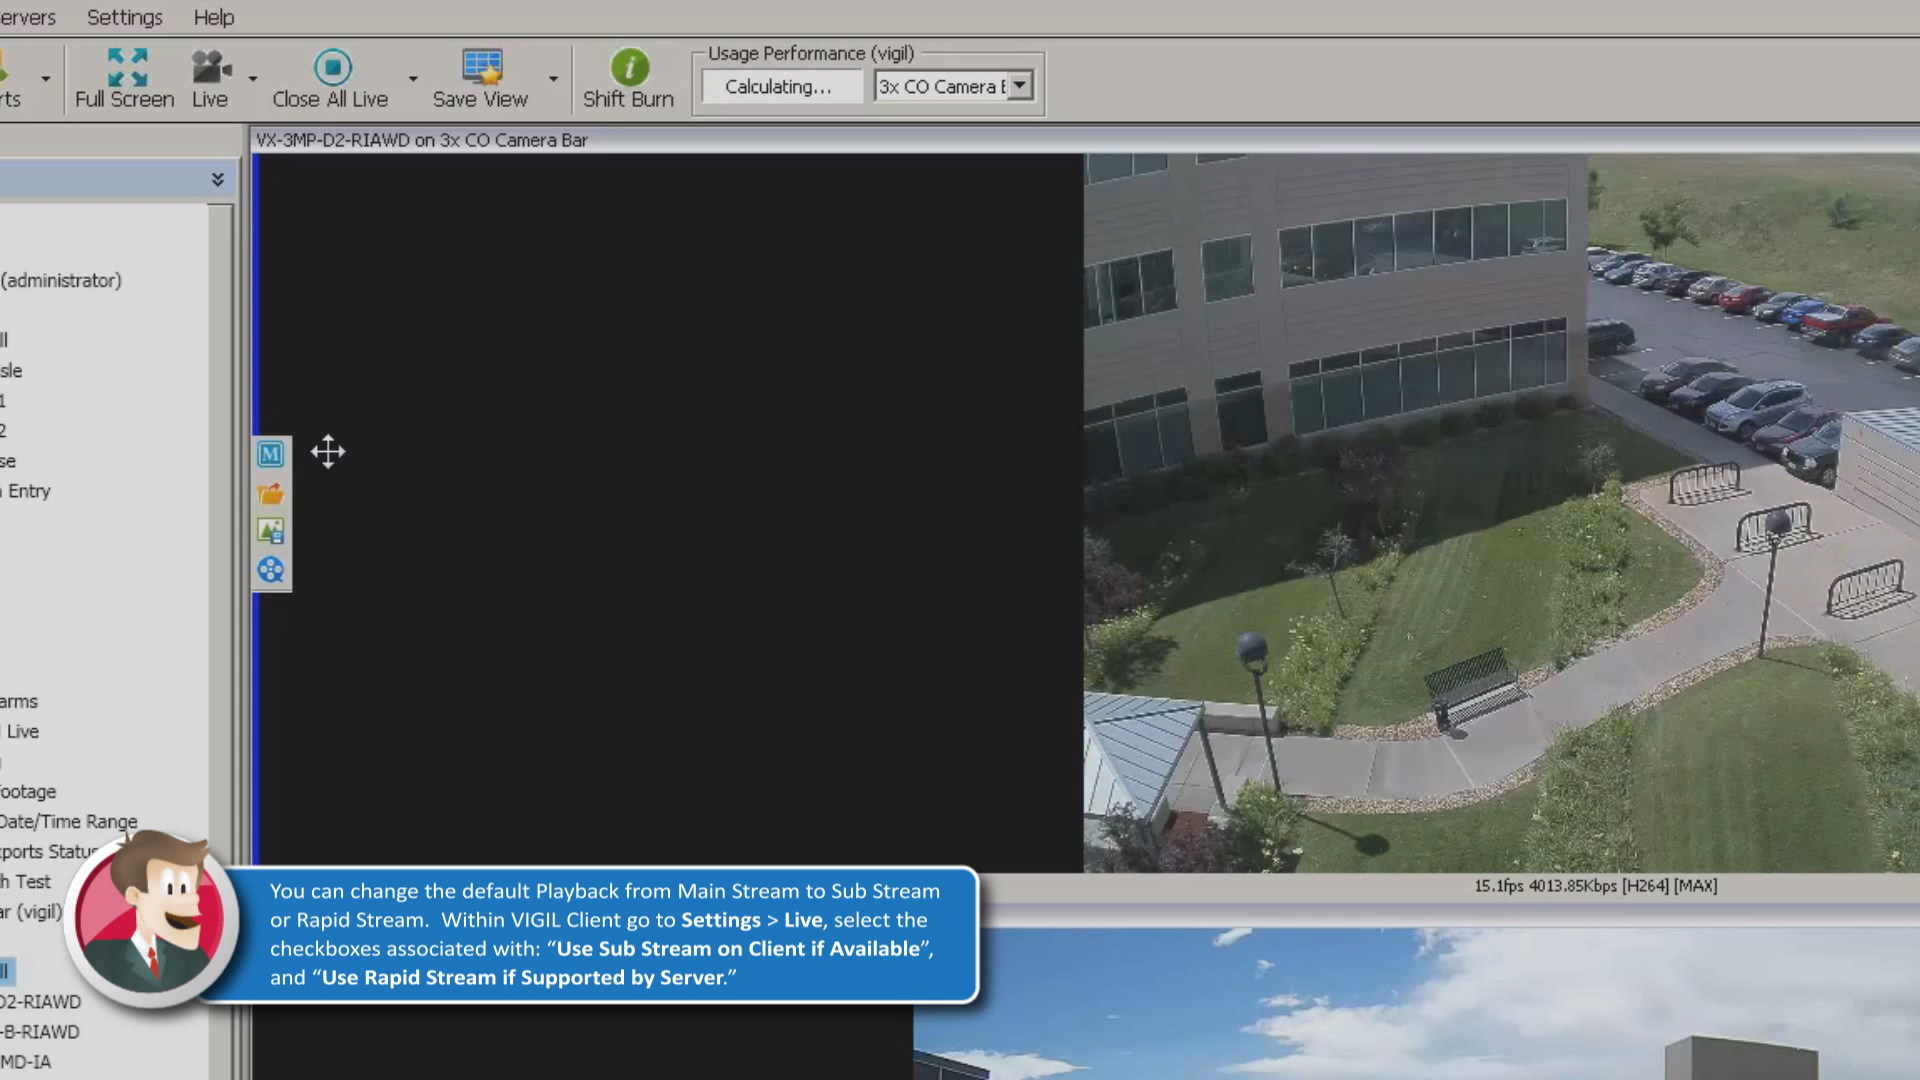 ervers Settings Help
Usage Performance (vigil)
Calculating... 3x CO Camera
rts Full Screen Live Close All Live Save View Shift Burn
VX-3MP-D2-RIAWD on 3x CO Camera Bar
(administrator)
ll
sle
1
2
se
Entry
arms
Live
ootage
Date/Time Range
ports Status
h Test
ar (vigil)
ll
D2-RIAWD
-B-RIAWD
MD-IA
M
15.1fps 4013.85Kbps [H264] [MAX]
You can change the default Playback from Main Stream to Sub Stream
or Rapid Stream. Within VIGIL Client go to Settings > Live, select the
checkboxes associated with: “Use Sub Stream on Client if Available”,
and “Use Rapid Stream if Supported by Server.”